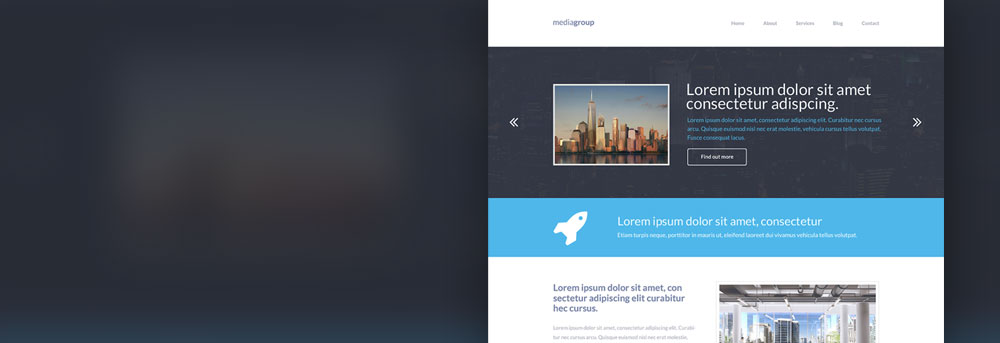 mediagroup
Home About Services Blog Contact
Lorem ipsum dolor sit amet
consectetur adispcing.
Lorem ipsum dolor sit amet, consectetur adipiscing elit. Curabitur nec cursus
arcu. Quisque euismod nisl nec erat molestie, vehicula cursus tellus volutpat.
Fusce consequat lacus.
Find out more
Lorem ipsum dolor sit amet, consectetur
Etiam turpis neque, porttitor in mauris ut, eleifend laoreet dui vivamus vehicula tellus volutpat.
Lorem ipsum dolor sit amet, con
sectetur adipiscing elit curabitur
hec cursus.
Lorem ipsum dolor sit amet, consectetur adipiscing elit. Curabi
tur nec cursus arcu. Quisque euismod nisl nec erat molestie,